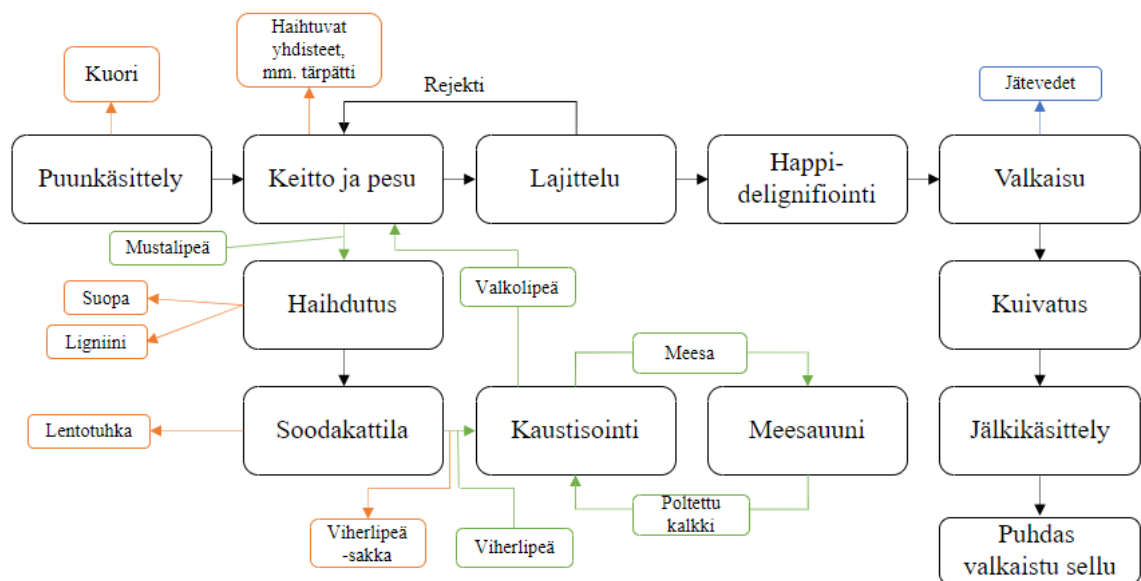 Haihtuvat
yhdisteet,
mm. tärpätti
Kuori
Rejekti
Jätevedet
Puunkäsittely
Keitto ja pesu
Lajittelu
Happi-
delignifiointi
Valkaisu
Mustalipeä
Suopa
Ligniini
Haihdutus
Valkolipeä
Kuivatus
Meesa
Lentotuhka
Soodakattila
Kaustisointi
Meesauuni
Jälkikäsittely
Viherlipeä
-sakka
Viherlipeä
Poltettu
kalkki
Puhdas
valkaistu sellu